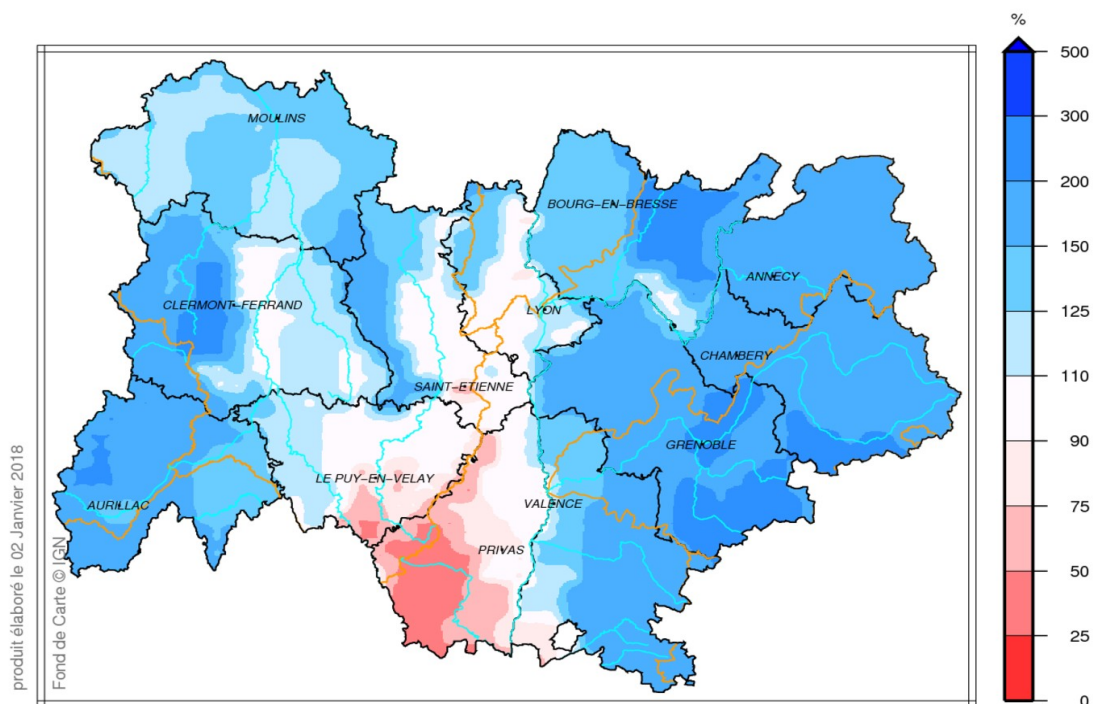 %
500
300
200
150
125
110
90
75
50
25
0
MOULINS
BOURG-EN-BRESSE
ANNECY
CLERMONT-FERRAND
LYON
CHAMBERY
SAINT-ETIENNE
GRENOBLE
LE PUY-EN-VELAY
VALENCE
AURILLAC
PRIVAS
produit élaboré le 02 Janvier 2018
Fond de Carte © IGN